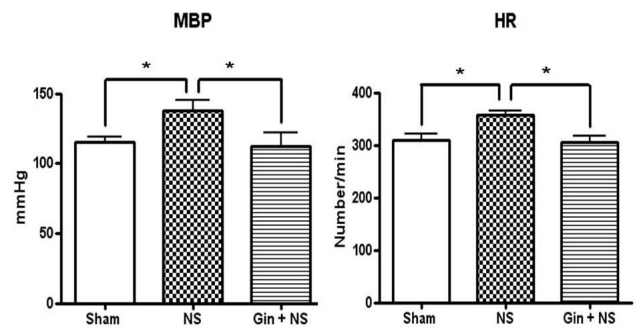 MBP
* *
150
100
50
0
mmHg
Sham NS Gin + NS
HR
* *
400
300
200
100
0
Number/min
Sham NS Gin + NS